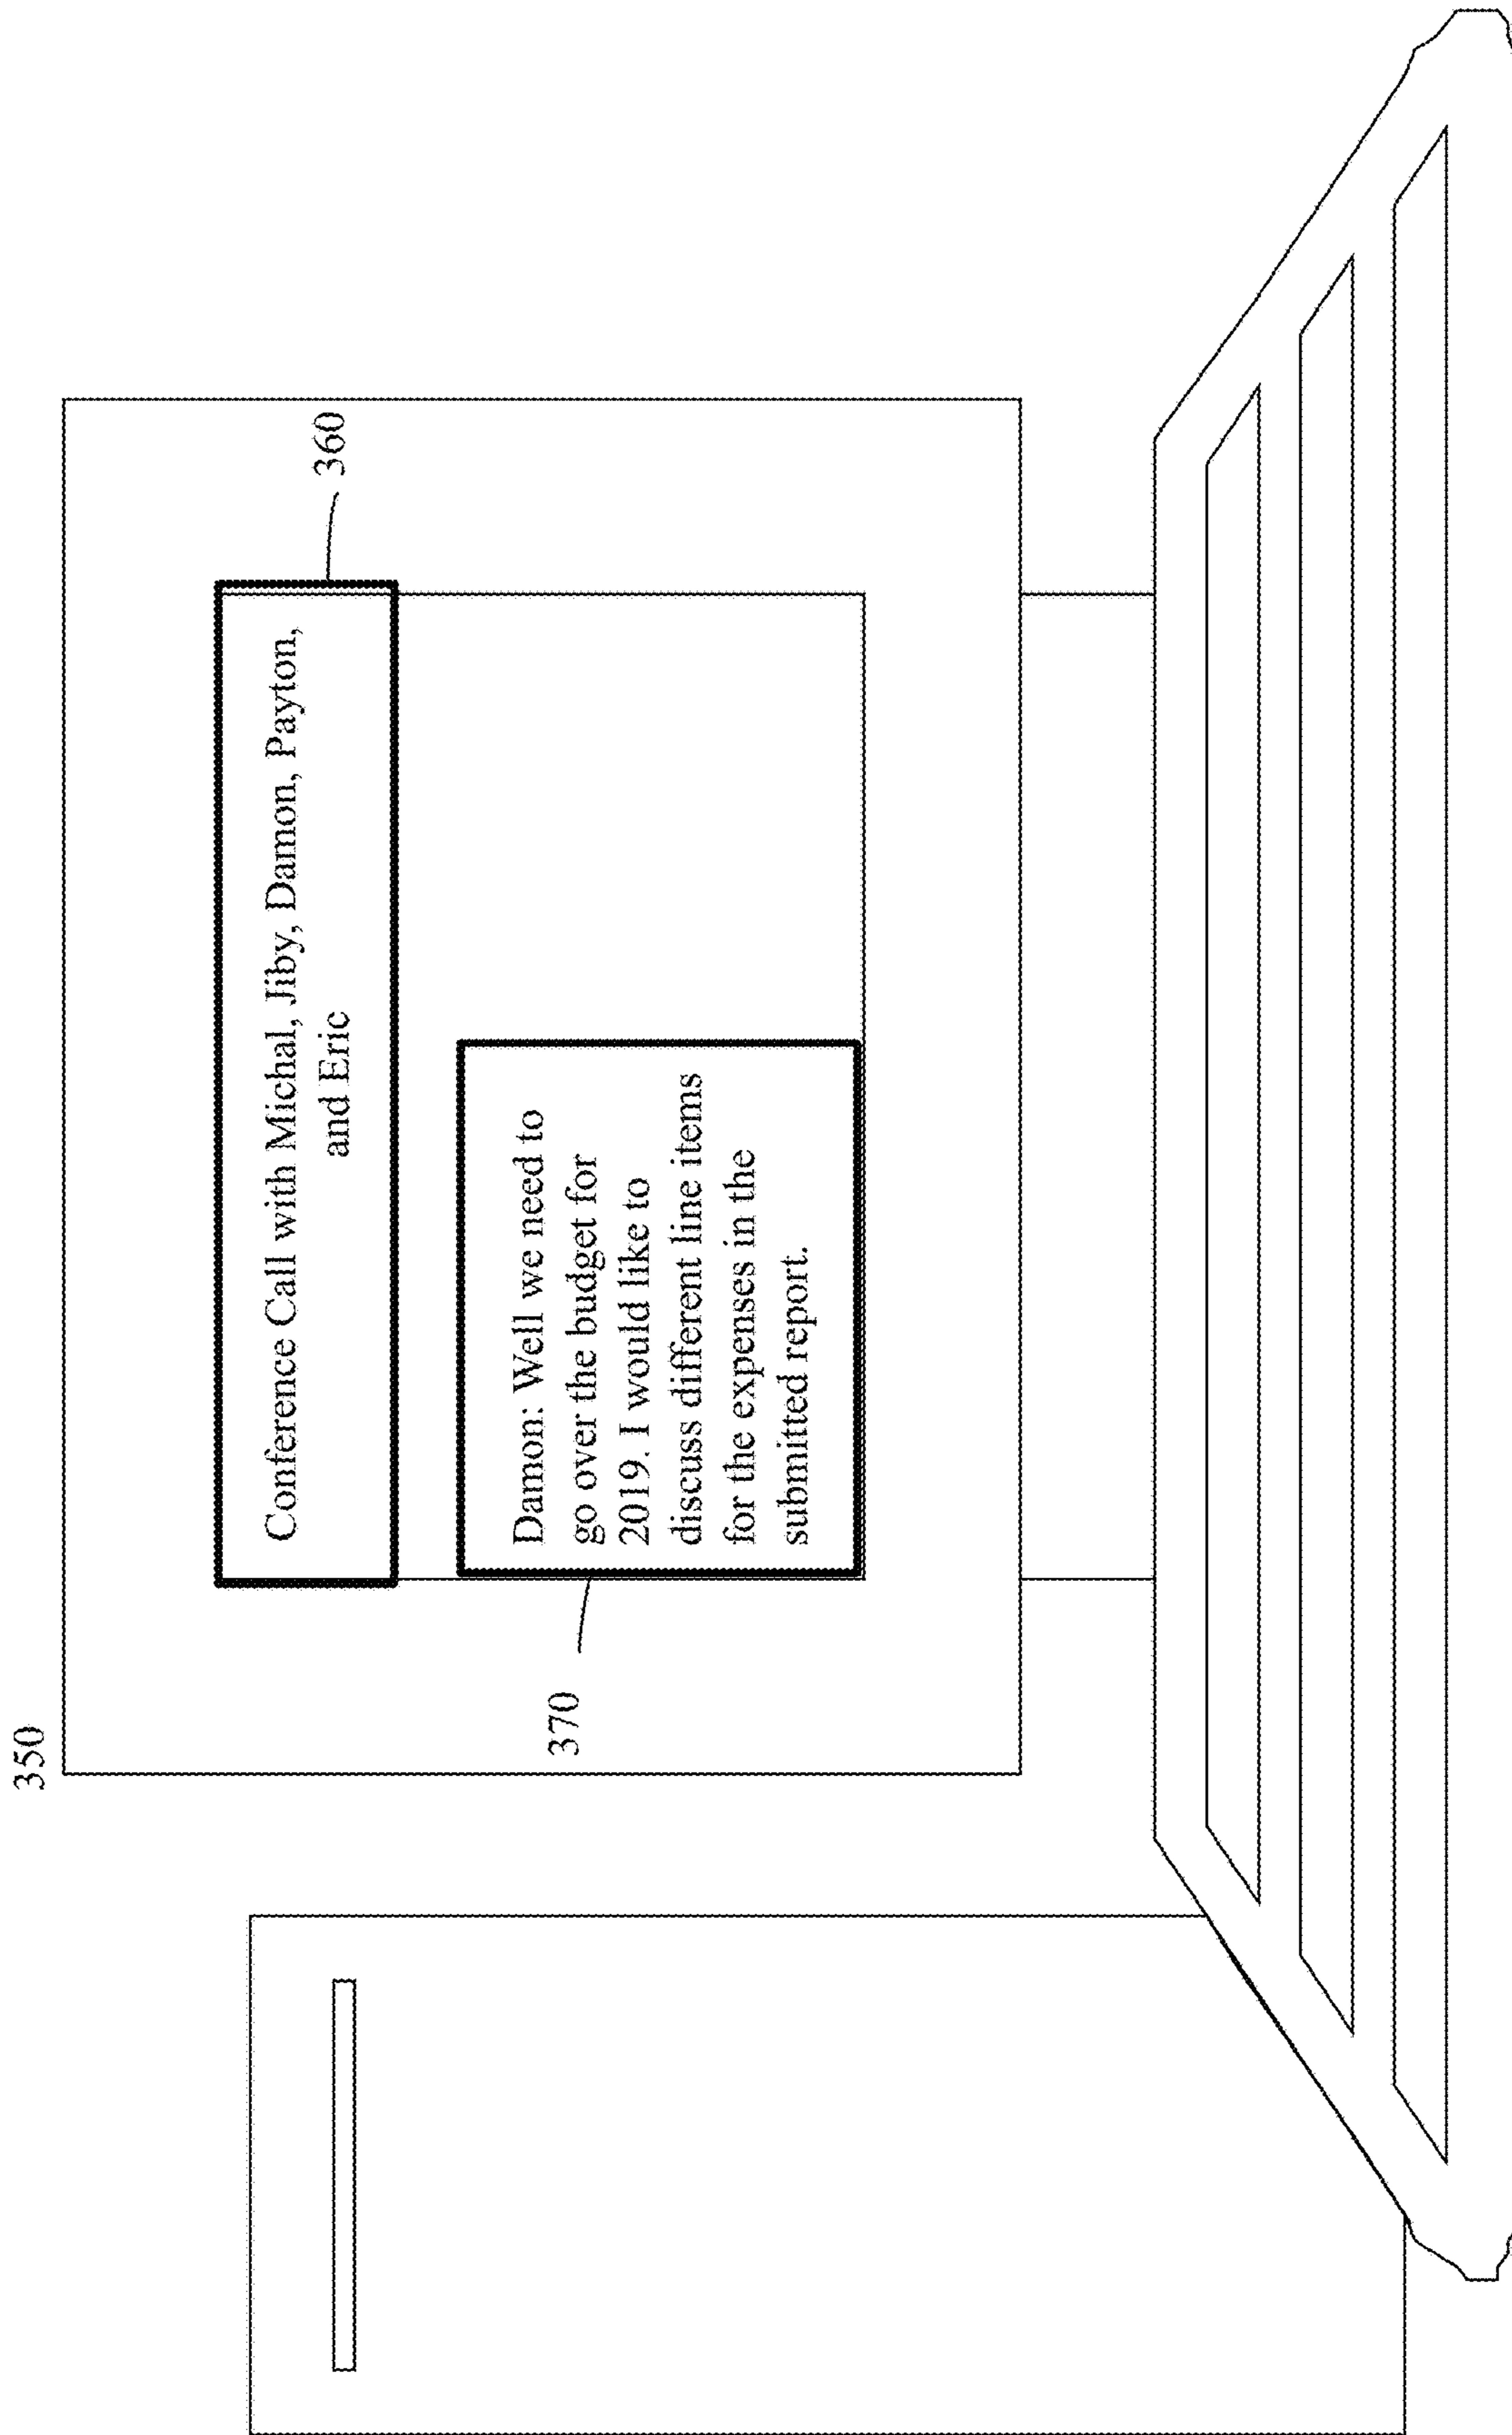 350
Conference Call with Michal, Jiby, Damon, Payton,
and Eric
360
370
Damon: Well we need to
go over the budget for
2019. I would like to
discuss different line items
for the expenses in the
submitted report.